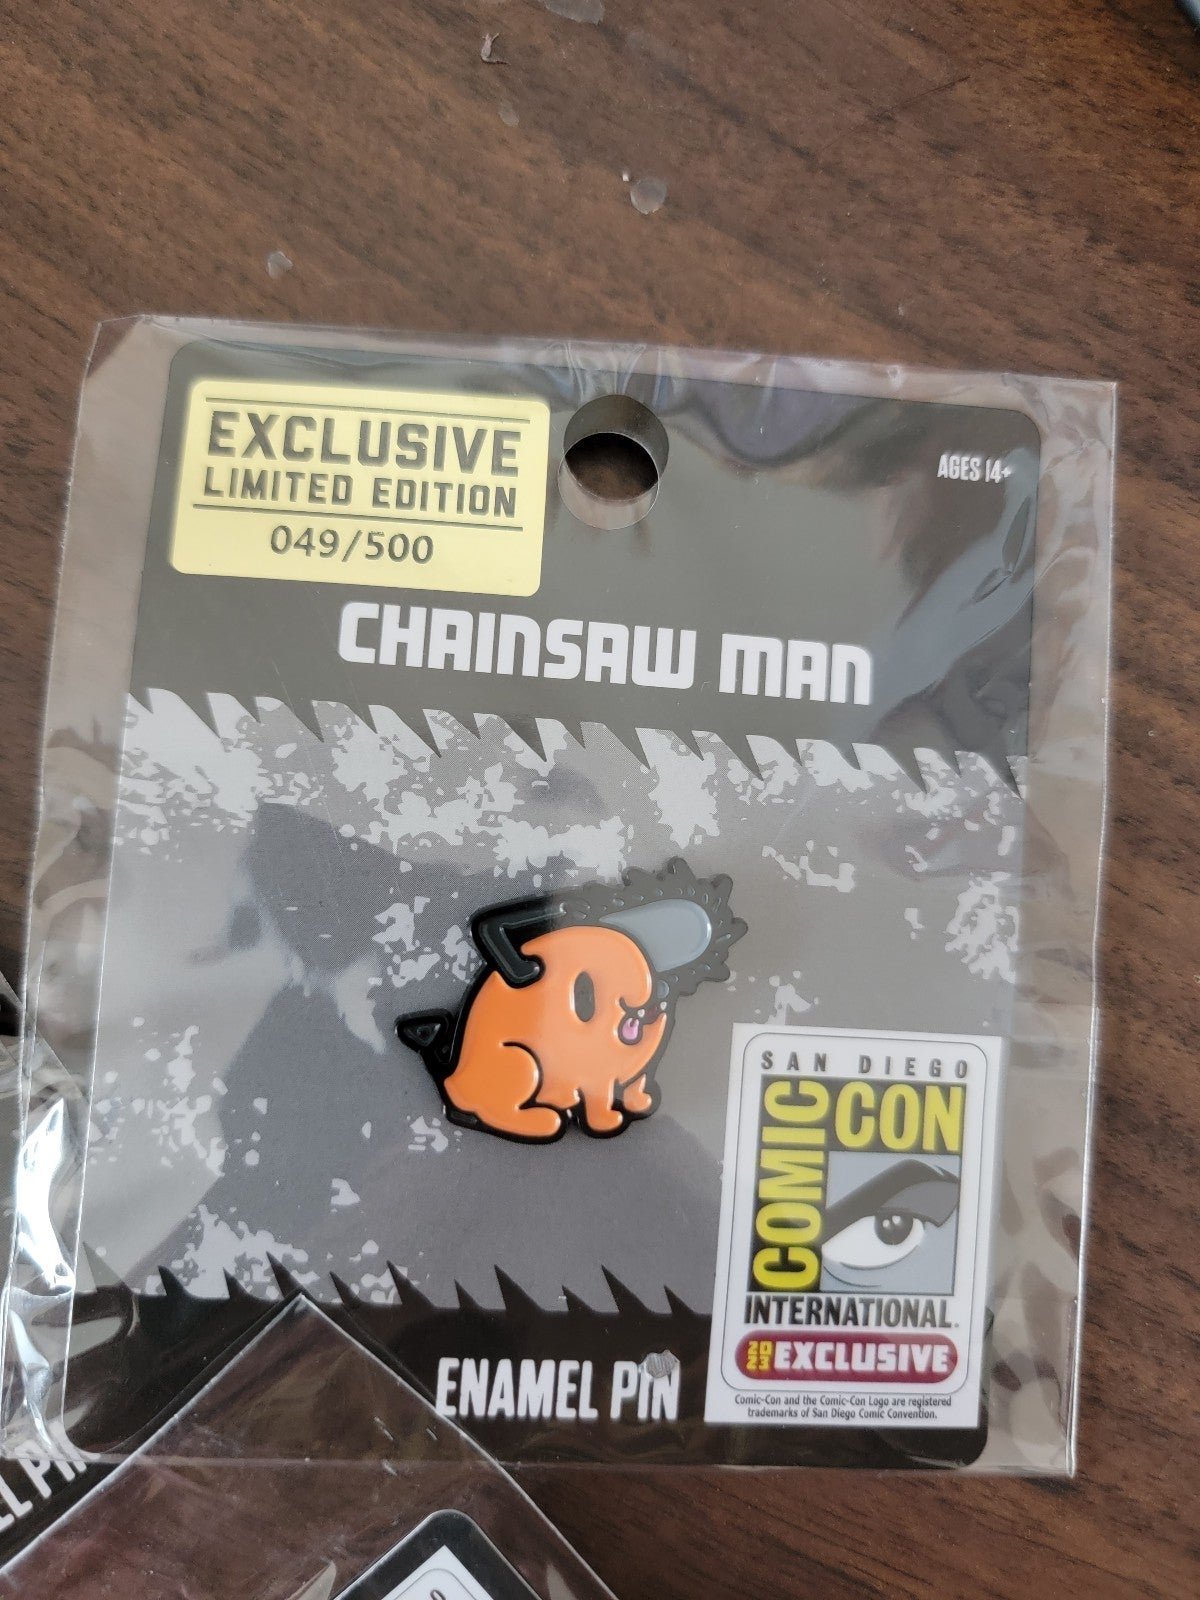 EXCLUSIVE
LIMITED EDITION
049/500
AGES 14+
CHAINSAW MAN
SAN DIEGO
COMIC CON
INTERNATIONAL.
2023 EXCLUSIVE
Comic-Con and the Comic-Con Logo are registered
trademarks of San Diego Comic Convention.
ENAMEL PIN